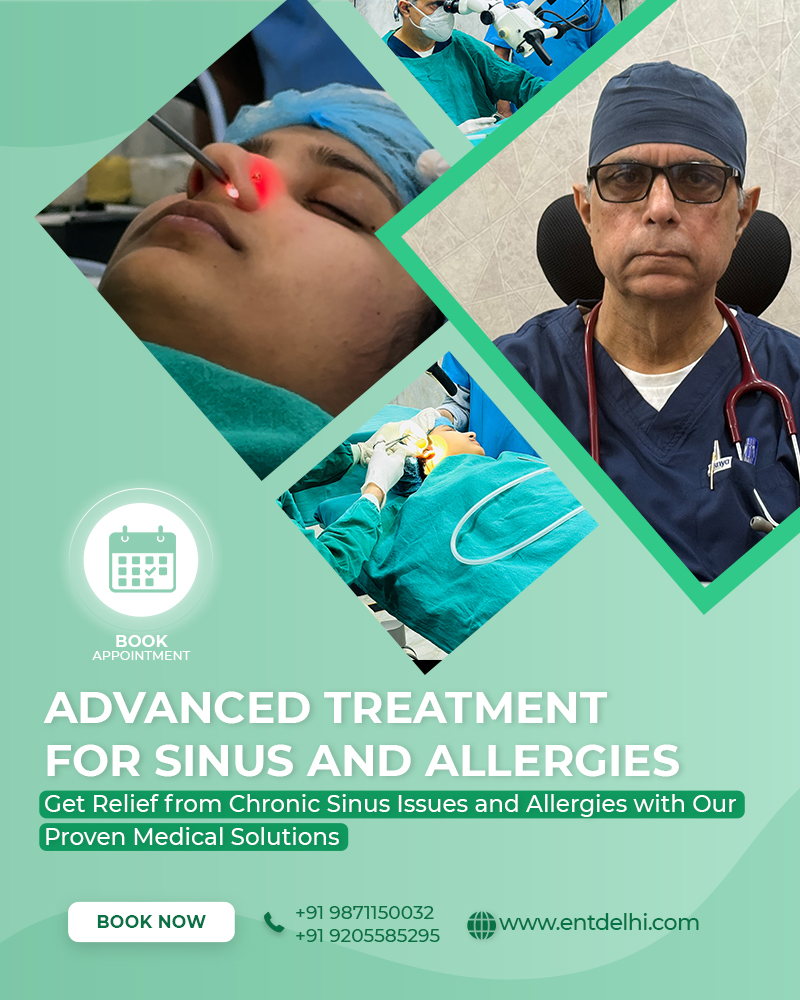 BOOK
APPOINTMENT
ADVANCED TREATMENT
FOR SINUS AND ALLERGIES
Get Relief from Chronic Sinus Issues and Allergies with Our
Proven Medical Solutions
BOOK NOW
+91 9871150032
+91 9205585295
www.entdelhi.com